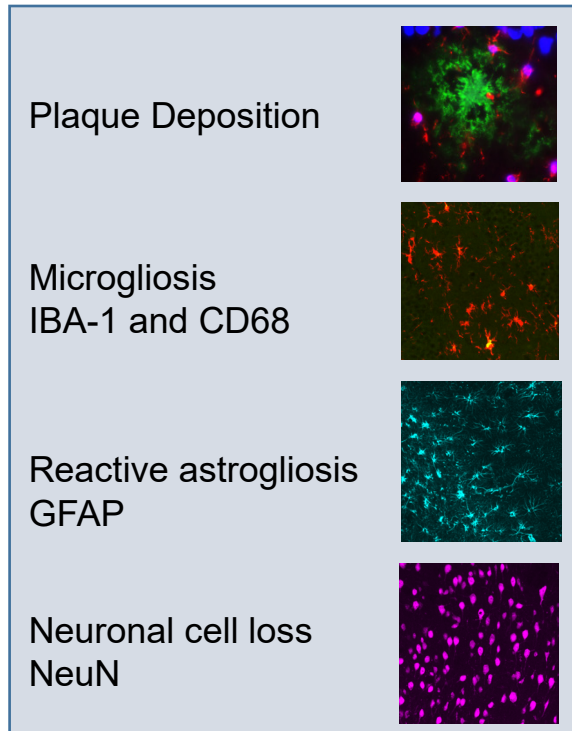 Plaque Deposition
Microgliosis
IBA-1 and CD68
Reactive astrogliosis
GFAP
Neuronal cell loss
NeuN